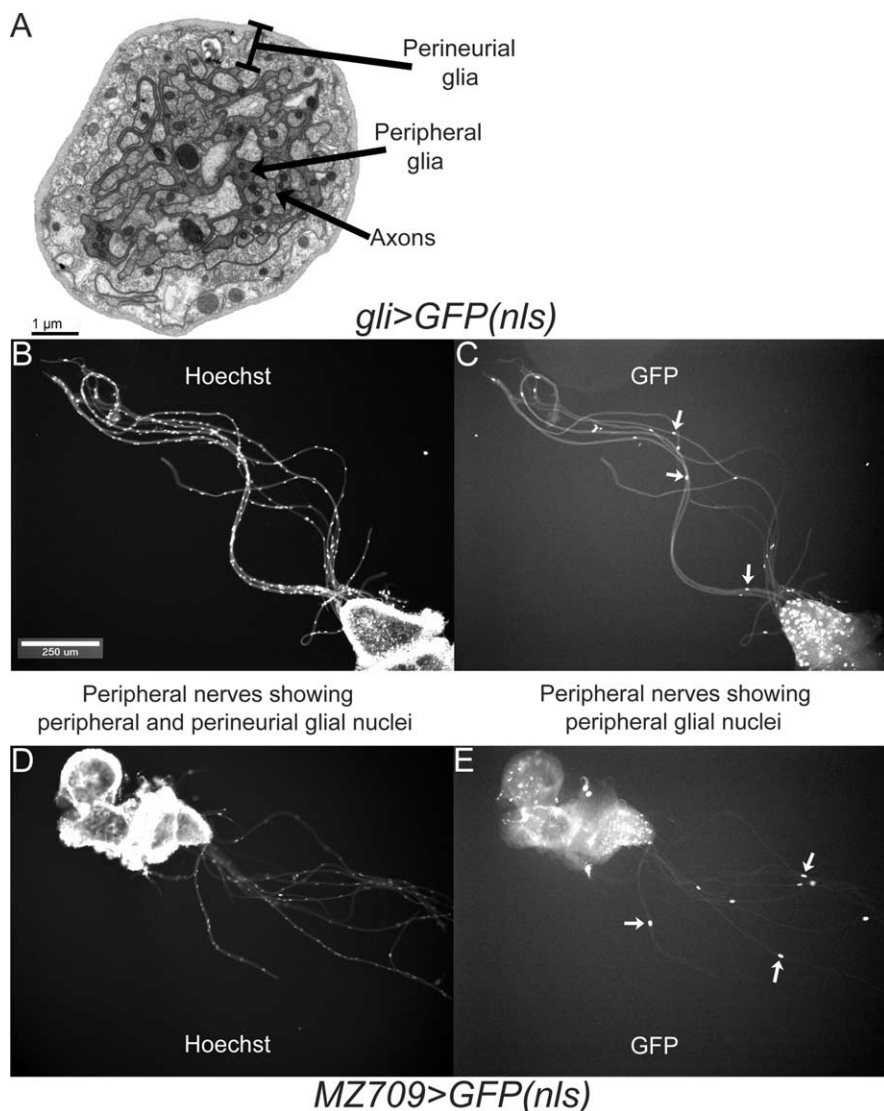 A
Perineurial
glia
Peripheral
glia
Axons
1 µm
gli>GFP(nls)
B
Hoechst
C
GFP
250 um
Peripheral nerves showing
peripheral and perineurial glial nuclei
Peripheral nerves showing
peripheral glial nuclei
D
Hoechst
E
GFP
MZ709>GFP(nls)